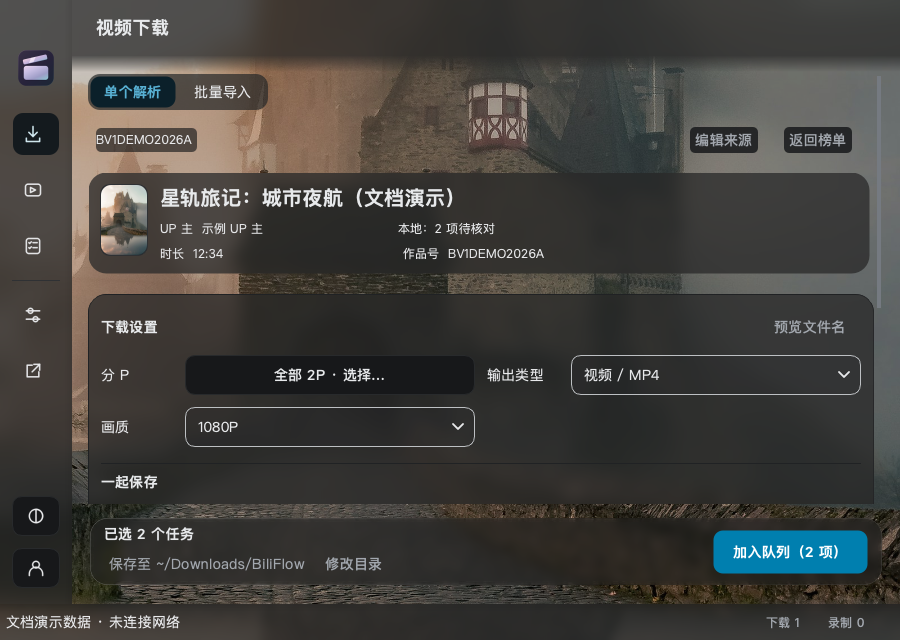 视频下载
单个解析 批量导入
BV1DEMO2026A 编辑来源 返回榜单
星轨旅记：城市夜航（文档演示）
UP 主 示例 UP 主 本地：2 项待核对
时长 12:34 作品号 BV1DEMO2026A
下载设置 预览文件名
分 P 全部 2P · 选择... 输出类型 视频 / MP4
画质 1080P
一起保存
已选 2 个任务
保存至 ~/Downloads/BiliFlow 修改目录
加入队列（2 项）
文档演示数据 · 未连接网络 下载 1 录制 0